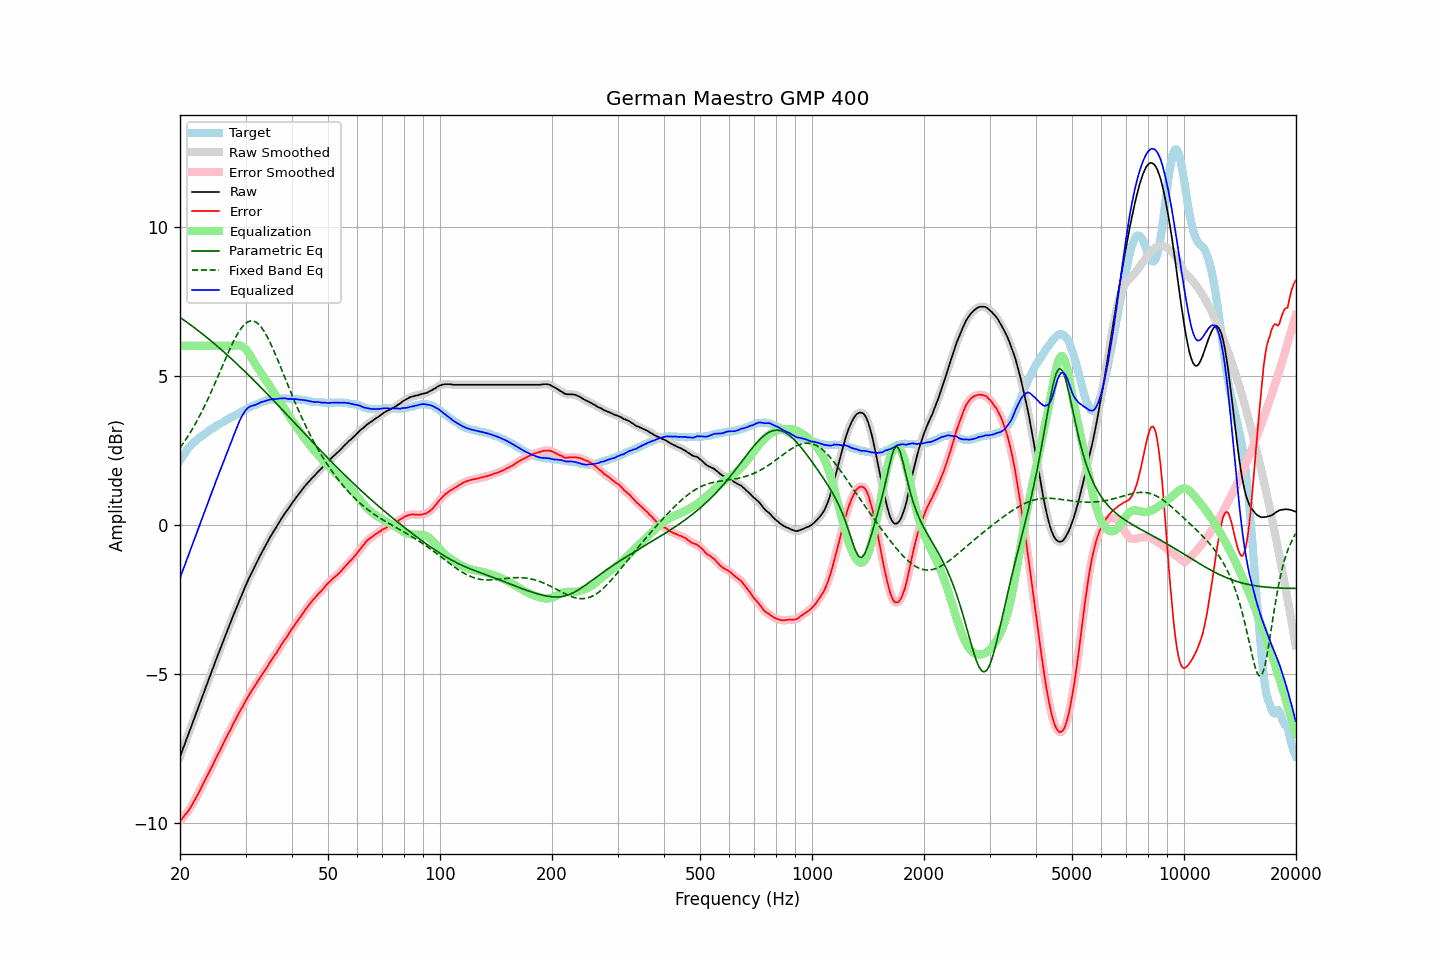 German Maestro GMP 400
Target
Raw Smoothed
Error Smoothed
Raw
Error
Equalization
Parametric Eq
Fixed Band Eq
Equalized
10
5
0
−5
−10
Amplitude (dBr)
20 50 100 200 500 1000 2000 5000 10000 20000
Frequency (Hz)